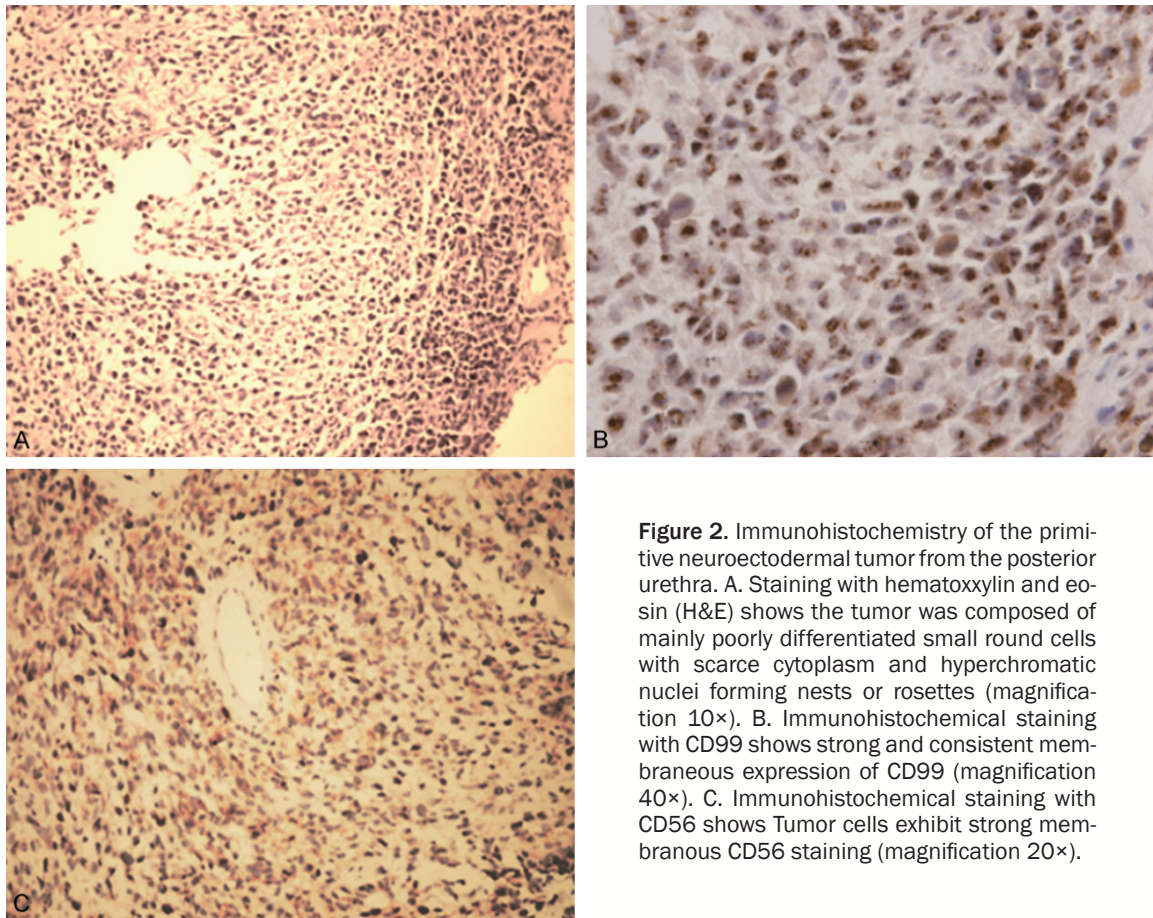 A
B
C
Figure 2. Immunohistochemistry of the primi-
tive neuroectodermal tumor from the posterior
urethra. A. Staining with hematoxxylin and eo-
sin (H&E) shows the tumor was composed of
mainly poorly differentiated small round cells
with scarce cytoplasm and hyperchromatic
nuclei forming nests or rosettes (magnifica-
tion 10×). B. Immunohistochemical staining
with CD99 shows strong and consistent mem-
braneous expression of CD99 (magnification
40×). C. Immunohistochemical staining with
CD56 shows Tumor cells exhibit strong mem-
branous CD56 staining (magnification 20×).